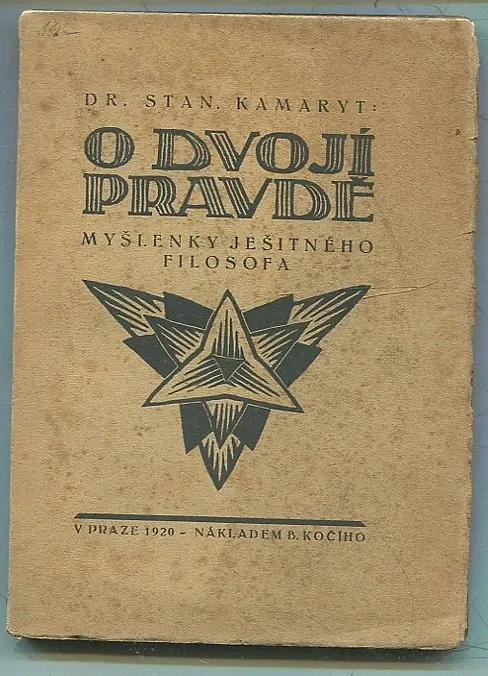 DR. STAN. KAMARYT:
O DVOJÍ
PRAVDĚ
MYŠLENKY JEŠITNÉHO
FILOSOFA
V PRAZE 1920 - NÁKLADEM B. KOČÍHO